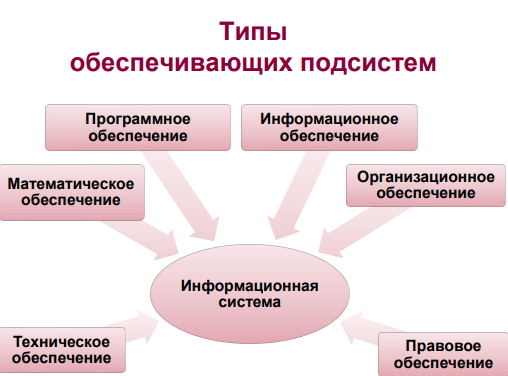 Типы
обеспечивающих подсистем
Программное
обеспечение
Информационное
обеспечение
Математическое
обеспечение
Организационное
обеспечение
Информационная
система
Техническое
обеспечение
Правовое
обеспечение